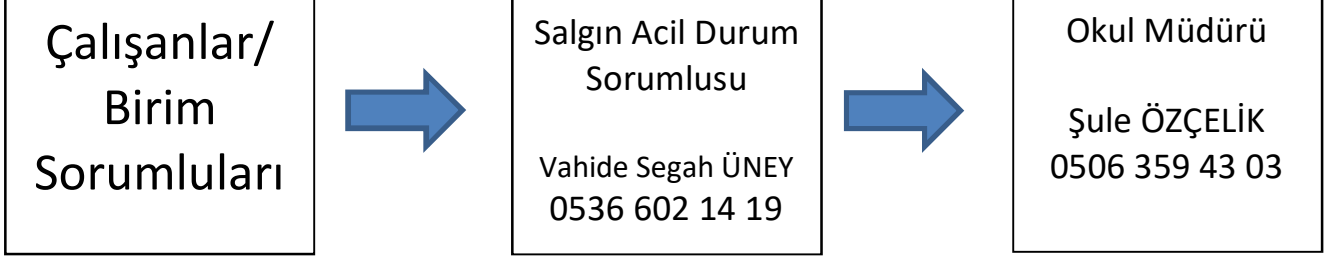 Çalışanlar/
Birim
Sorumluları
Salgın Acil Durum
Sorumlusu
Vahide Segah ÜNEY
0536 602 14 19
Okul Müdürü
Şule ÖZÇELİK
0506 359 43 03